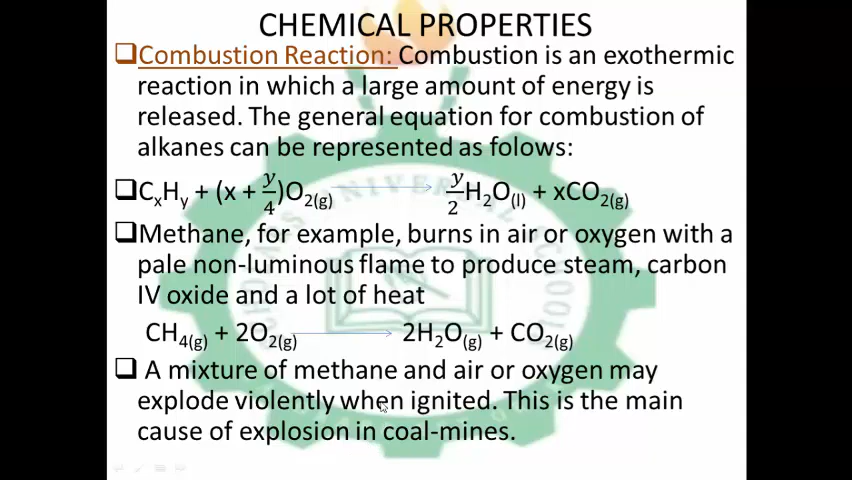 CHEMICAL PROPERTIES
❑Combustion Reaction: Combustion is an exothermic
reaction in which a large amount of energy is
released. The general equation for combustion of
alkanes can be represented as follows:
❑CₓHᵧ + (x + y/4)O₂(g) → y/2H₂O(l) + xCO₂(g)
❑Methane, for example, burns in air or oxygen with a
pale non-luminous flame to produce steam, carbon
IV oxide and a lot of heat
CH₄(g) + 2O₂(g) → 2H₂O(g) + CO₂(g)
❑ A mixture of methane and air or oxygen may
explode violently when ignited. This is the main
cause of explosion in coal-mines.